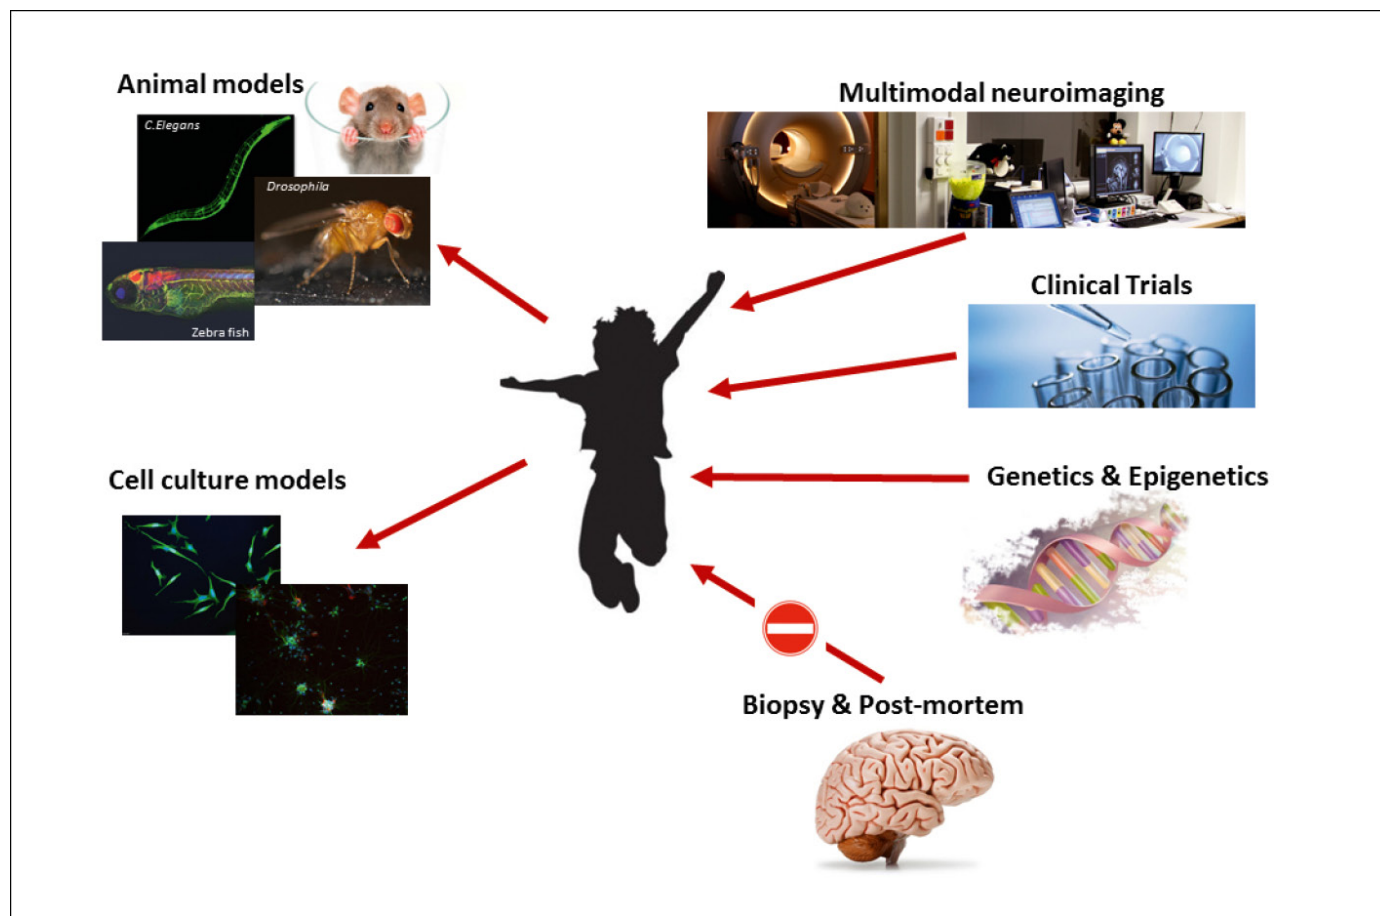 Animal models
C.Elegans
Drosophila
Zebra fish
Cell culture models
Multimodal neuroimaging
Clinical Trials
Genetics & Epigenetics
Biopsy & Post-mortem